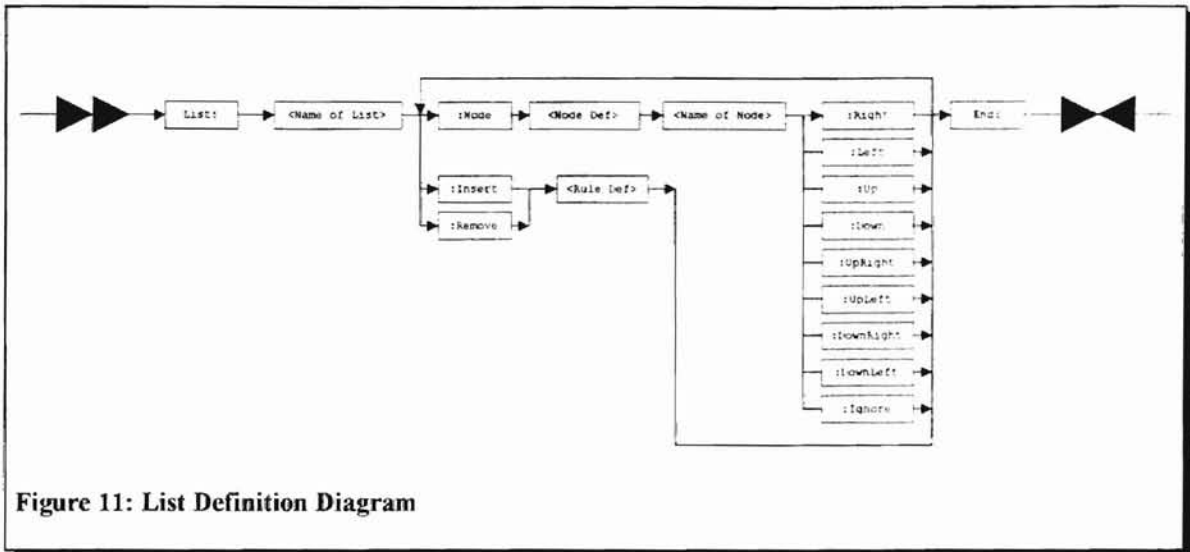 List: <Name of List> :Node <Node Def> <Name of Node> :Right End:
:Left
:Insert <Rule Def> :Up
:Remove :Down
:UpRight
:UpLeft
:DownRight
:DownLeft
:Ignore
Figure 11: List Definition Diagram